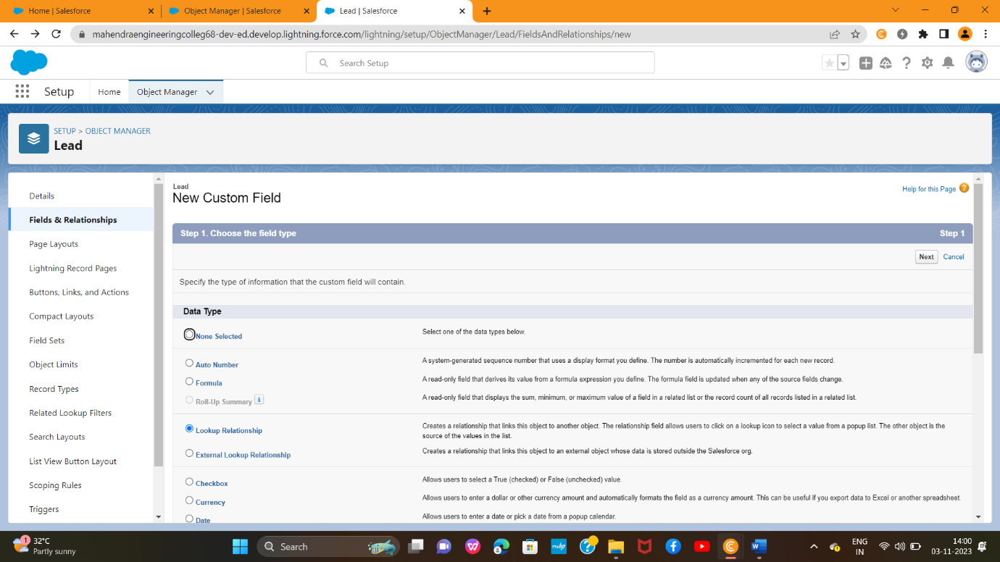 Home | Salesforce
Object Manager | Salesforce
Lead | Salesforce
mahendraengineeringcolleg68-dev-ed.develop.lightning.force.com/lightning/setup/ObjectManager/Lead/FieldsAndRelationships/new
Search Setup
Setup
Home
Object Manager
SETUP > OBJECT MANAGER
Lead
Details
Fields & Relationships
Page Layouts
Lightning Record Pages
Buttons, Links, and Actions
Compact Layouts
Field Sets
Object Limits
Record Types
Related Lookup Filters
Search Layouts
List View Button Layout
Scoping Rules
Triggers
Lead
New Custom Field
Help for this Page
Step 1. Choose the field type
Step 1
Next Cancel
Specify the type of information that the custom field will contain.
Data Type
None Selected
Select one of the data types below.
Auto Number
A system-generated sequence number that uses a display format you define. The number is automatically incremented for each new record.
Formula
A read-only field that derives its value from a formula expression you define. The formula field is updated when any of the source fields change.
Roll-Up Summary i
A read-only field that displays the sum, minimum, or maximum value of a field in a related list or the record count of all records listed in a related list.
Lookup Relationship
Creates a relationship that links this object to another object. The relationship field allows users to click on a lookup icon to select a value from a popup list. The other object is the
source of the values in the list.
External Lookup Relationship
Creates a relationship that links this object to an external object whose data is stored outside the Salesforce org.
Checkbox
Allows users to select a True (checked) or False (unchecked) value.
Currency
Allows users to enter a dollar or other currency amount and automatically formats the field as a currency amount. This can be useful if you export data to Excel or another spreadsheet.
Date
Allows users to enter a date or pick a date from a popup calendar.
1
32°C
Partly sunny
Search
ENG
IN
14:00
03-11-2023